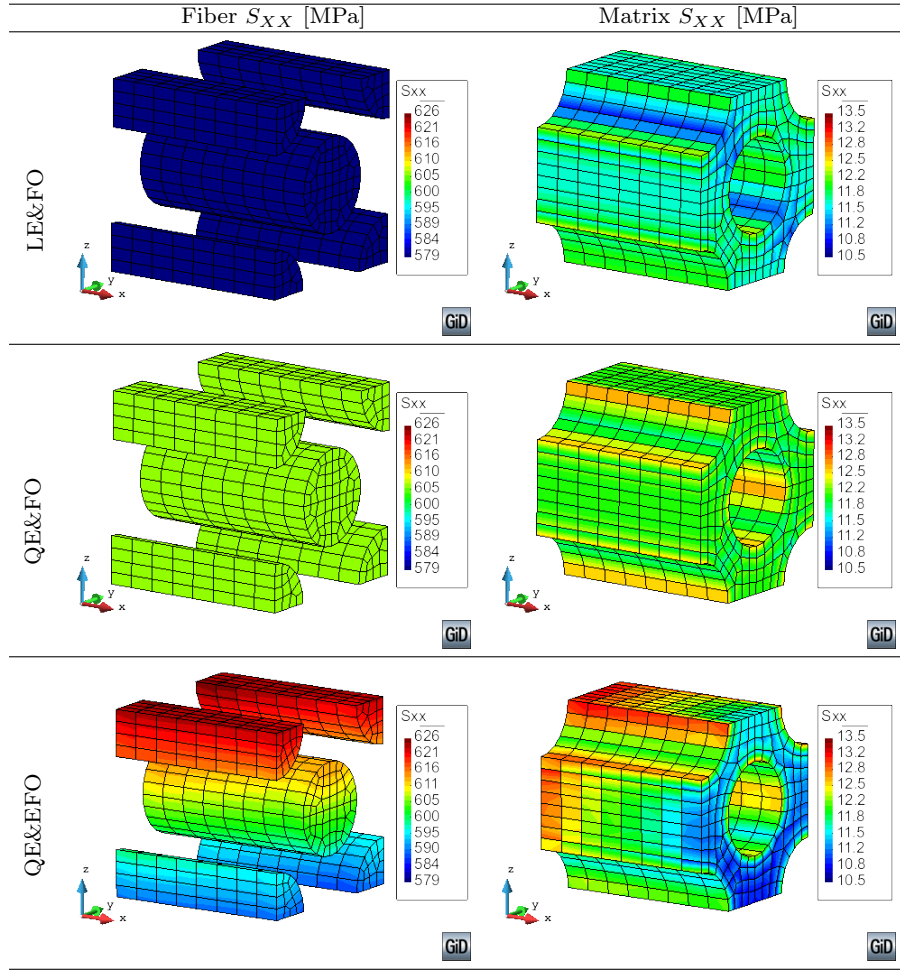 Fiber SXX [MPa]
Matrix SXX [MPa]
LE&FO
Sxx
626
621
616
610
605
600
595
589
584
579
z
y
x
GiD
Sxx
13.5
13.2
12.8
12.5
12.2
11.8
11.5
11.2
10.8
10.5
z
y
x
GiD
QE&FO
Sxx
626
621
616
610
605
600
595
589
584
579
z
y
x
GiD
Sxx
13.5
13.2
12.8
12.5
12.2
11.8
11.5
11.2
10.8
10.5
z
y
x
GiD
QE&EFO
Sxx
626
621
616
611
605
600
595
590
584
579
z
y
x
GiD
Sxx
13.5
13.2
12.8
12.5
12.2
11.8
11.5
11.2
10.8
10.5
z
y
x
GiD